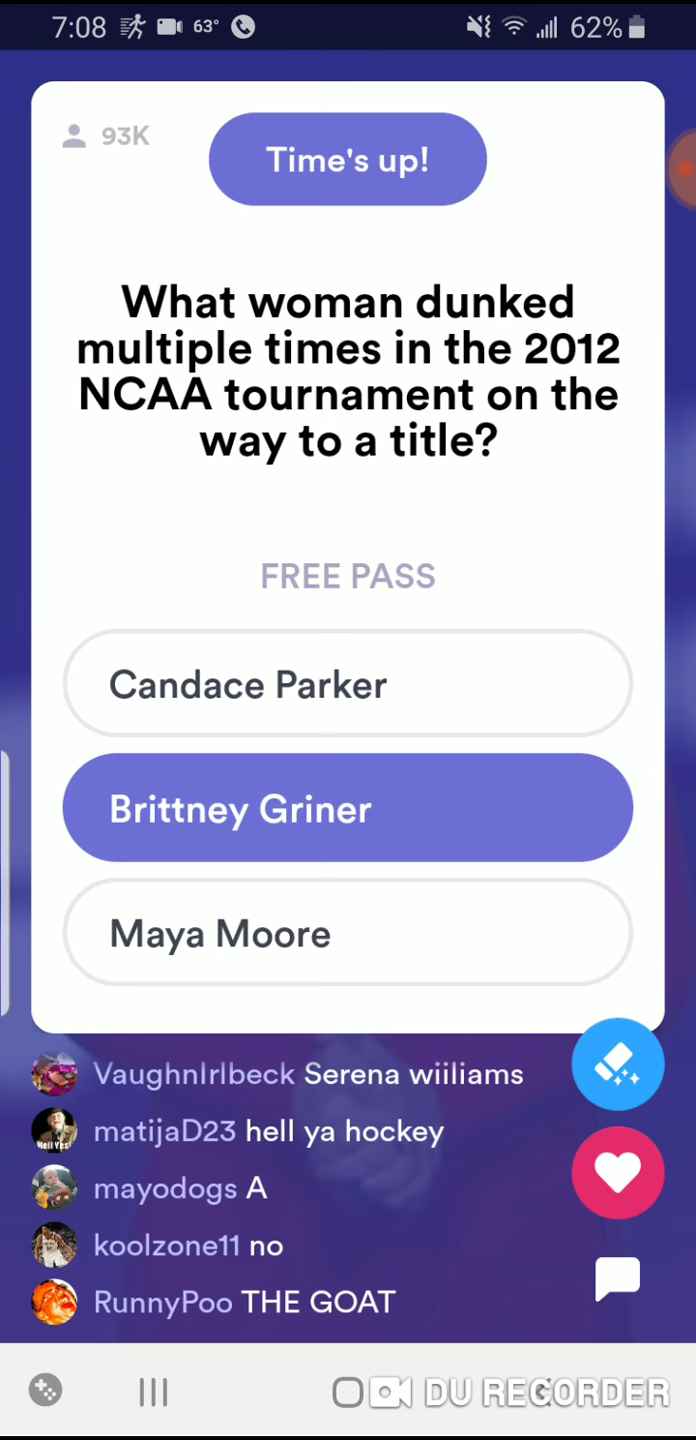 7:08 63° 62%
93K
Time's up!
What woman dunked
multiple times in the 2012
NCAA tournament on the
way to a title?
FREE PASS
Candace Parker
Brittney Griner
Maya Moore
VaughnIrlbeck Serena wiiliams
matijaD23 hell ya hockey
mayodogs A
koolzone11 no
RunnyPoo THE GOAT
DU RECORDER